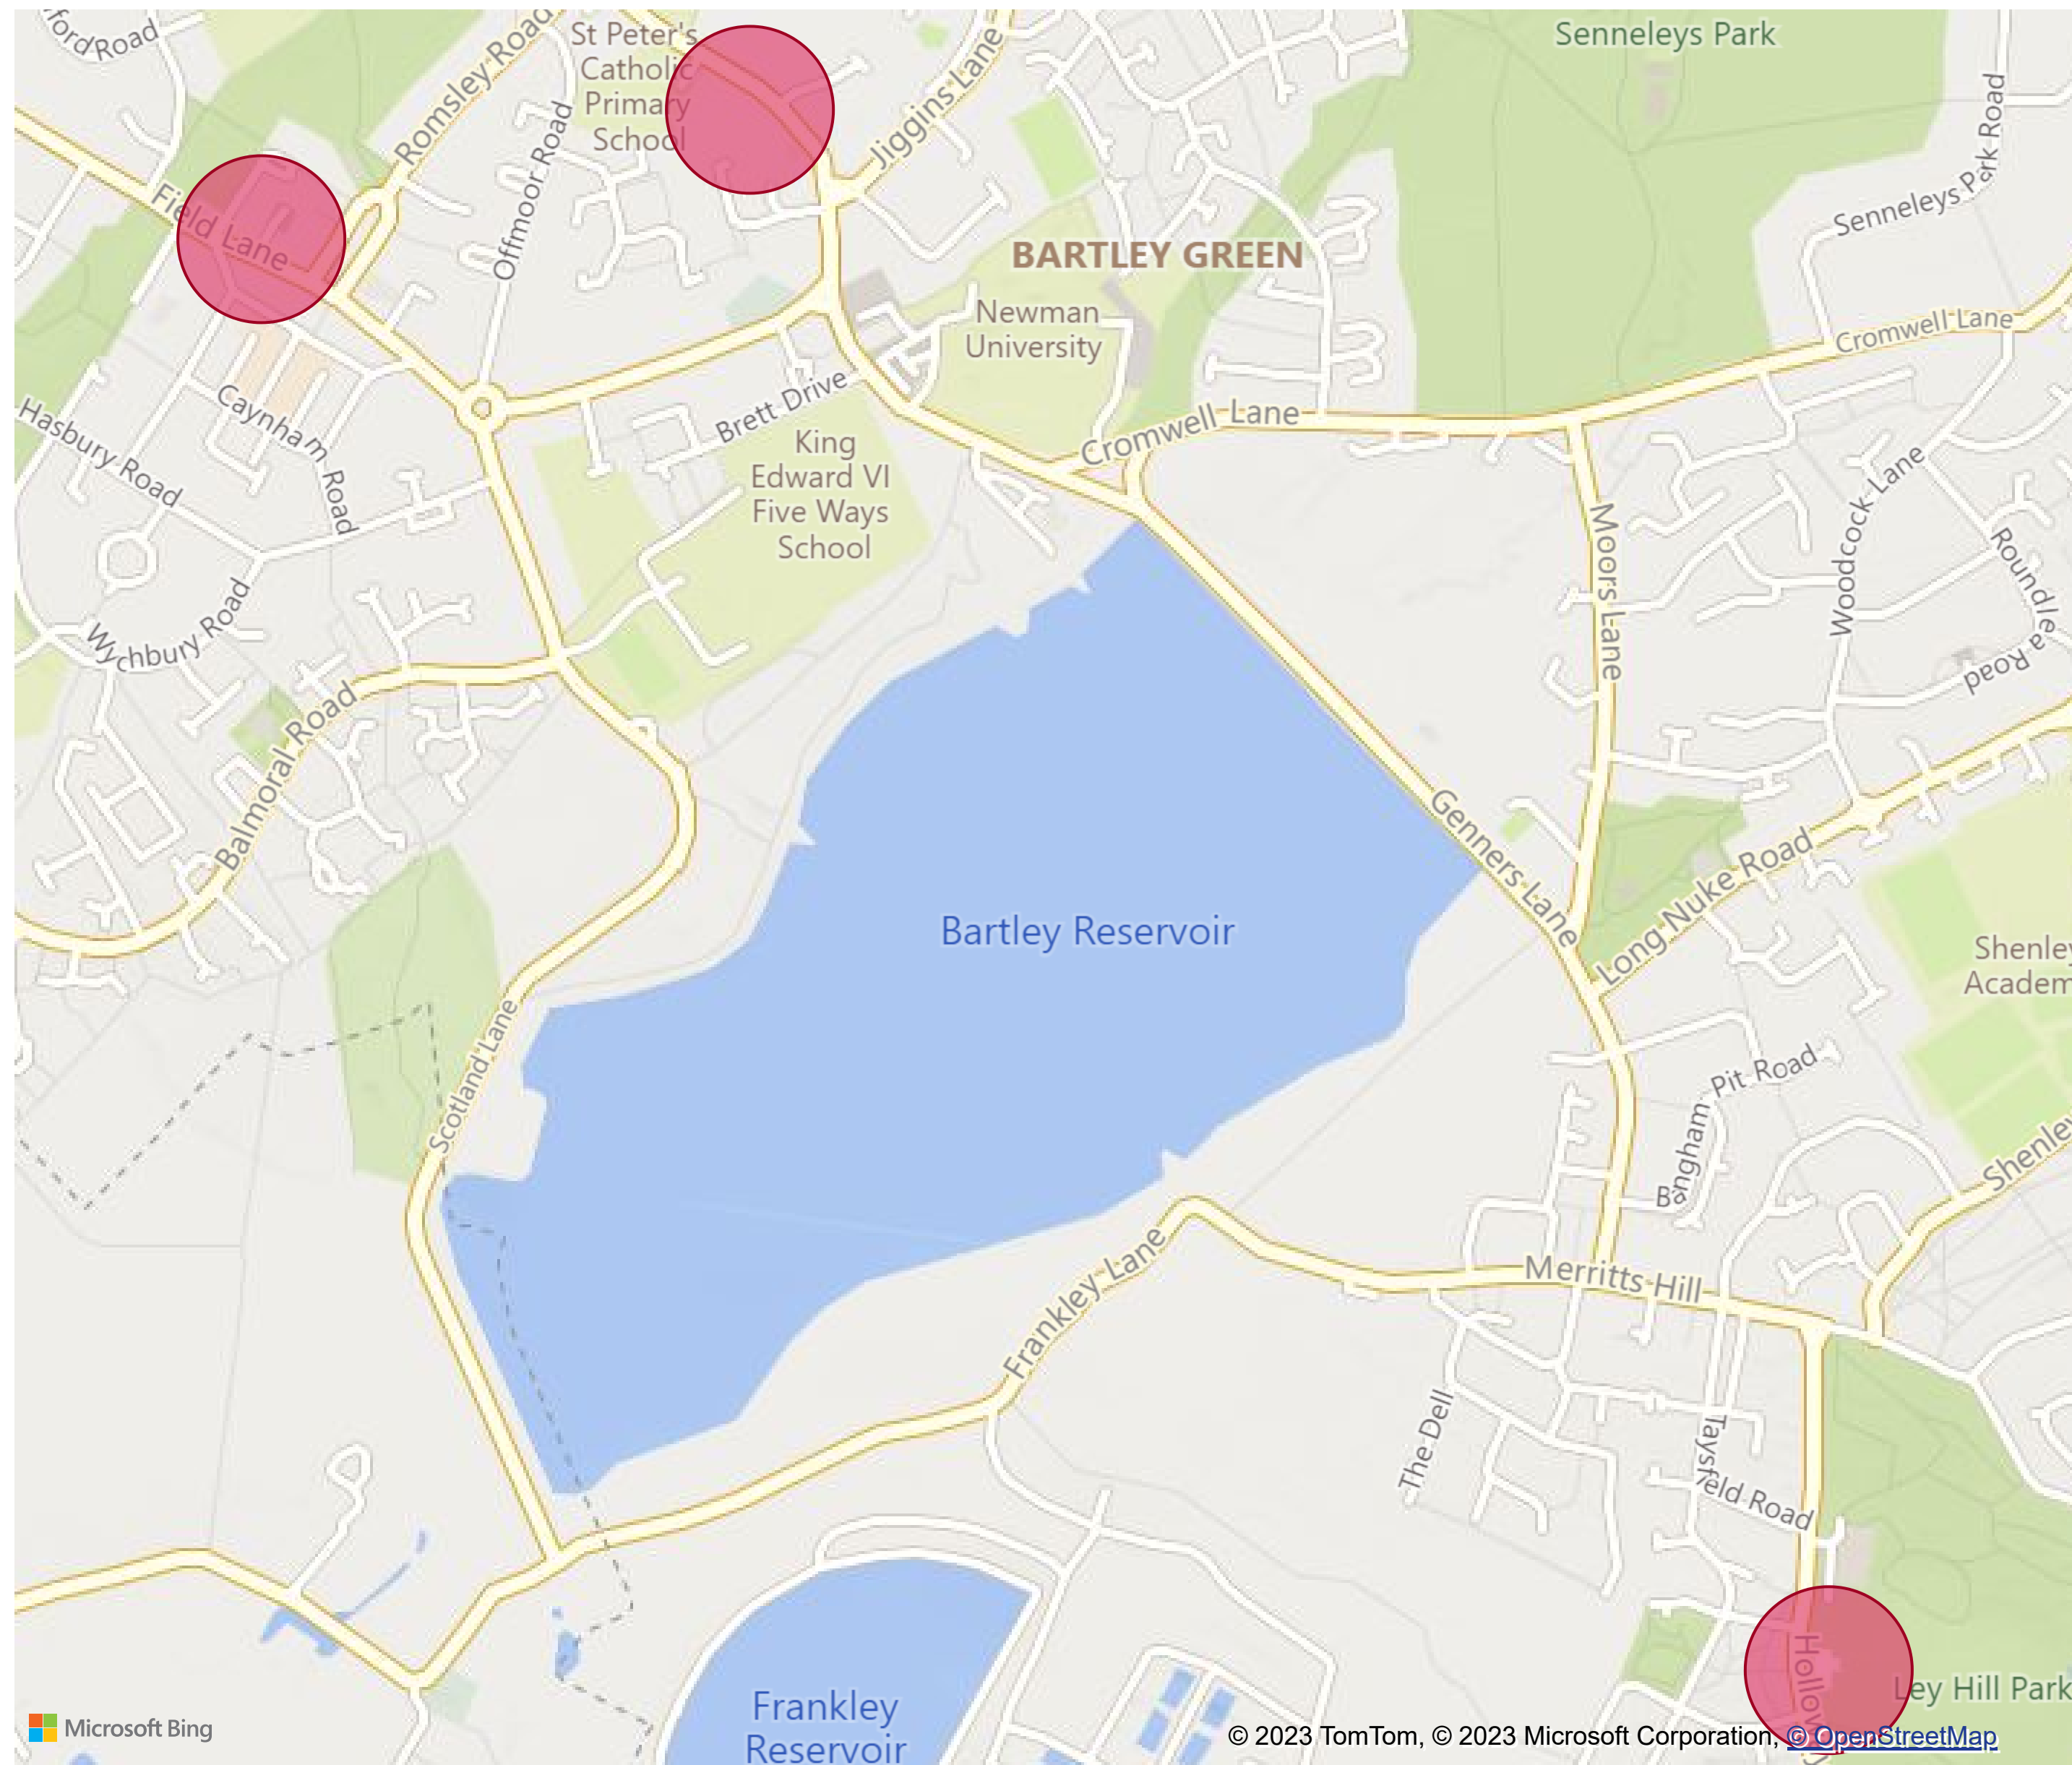 ford Road
Romsley Road
St Peter's
Catholic
Primary
School
Jiggins Lane
Senneleys Park
Offmoor Road
Field Lane
Senneleys Park Road
BARTLEY GREEN
Newman
University
Cromwell Lane
Brett Drive
Caynham Road
Hasbury Road
King
Edward VI
Five Ways
School
Cromwell Lane
Woodcock Lane
Moors Lane
Roundlea Road
Wychbury Road
Balmoral Road
Genners Lane
Long Nuke Road
Bartley Reservoir
Shenley
Academ
Scotland Lane
Bangham Pit Road
Shenley
Frankley Lane
Merritts Hill
The Dell
Taysfeld Road
Hollow
Ley Hill Park
Frankley
Reservoir
Microsoft Bing
© 2023 TomTom, © 2023 Microsoft Corporation, © OpenStreetMap